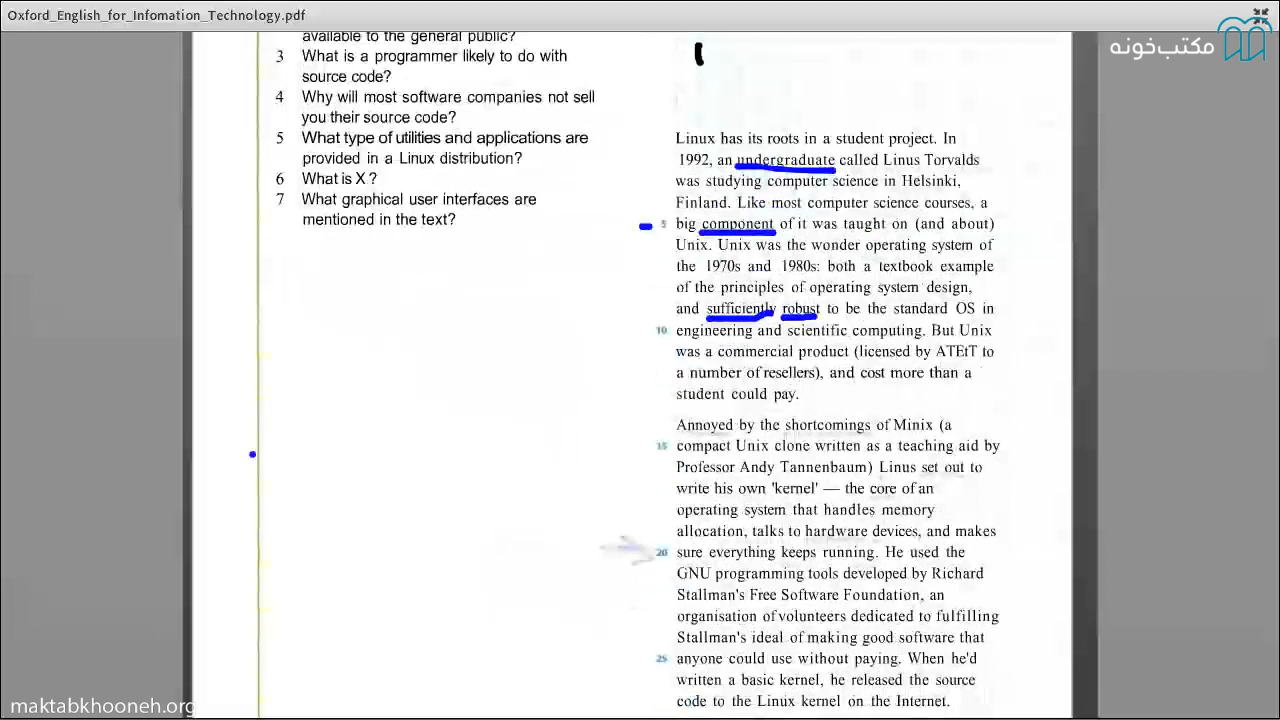 Oxford_English_for_Infomation_Technology.pdf
مکتب‌خونه
available to the general public?
3 What is a programmer likely to do with
source code?
4 Why will most software companies not sell
you their source code?
5 What type of utilities and applications are
provided in a Linux distribution?
6 What is X ?
7 What graphical user interfaces are
mentioned in the text?
Linux has its roots in a student project. In
1992, an undergraduate called Linus Torvalds
was studying computer science in Helsinki,
Finland. Like most computer science courses, a
5 big component of it was taught on (and about)
Unix. Unix was the wonder operating system of
the 1970s and 1980s: both a textbook example
of the principles of operating system design,
and sufficiently robust to be the standard OS in
10 engineering and scientific computing. But Unix
was a commercial product (licensed by ATEtT to
a number of resellers), and cost more than a
student could pay.
Annoyed by the shortcomings of Minix (a
15 compact Unix clone written as a teaching aid by
Professor Andy Tannenbaum) Linus set out to
write his own 'kernel' — the core of an
operating system that handles memory
allocation, talks to hardware devices, and makes
20 sure everything keeps running. He used the
GNU programming tools developed by Richard
Stallman's Free Software Foundation, an
organisation of volunteers dedicated to fulfilling
Stallman's ideal of making good software that
25 anyone could use without paying. When he'd
written a basic kernel, he released the source
code to the Linux kernel on the Internet.
maktabkhooneh.org